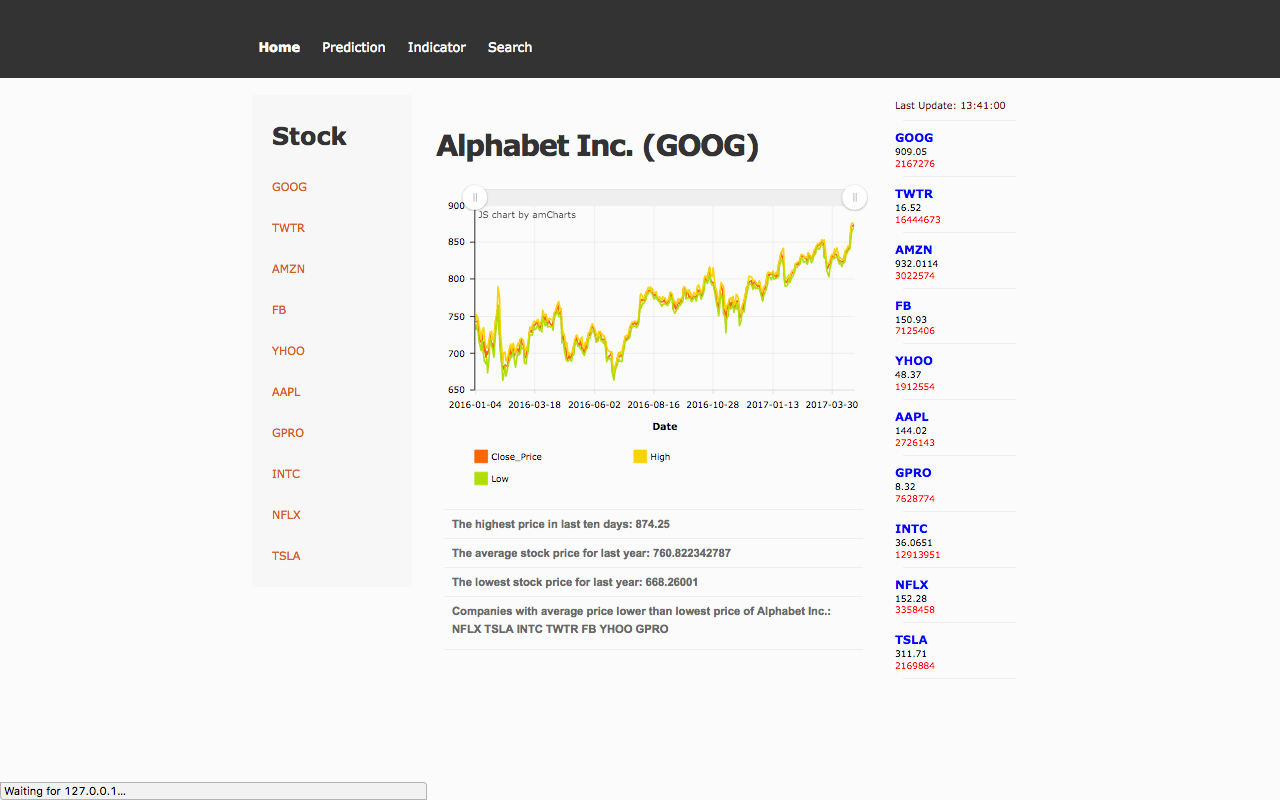 Home Prediction Indicator Search
Stock
GOOG
TWTR
AMZN
FB
YHOO
AAPL
GPRO
INTC
NFLX
TSLA
Alphabet Inc. (GOOG)
JS chart by amCharts
900
850
800
750
700
650
2016-01-04 2016-03-18 2016-06-02 2016-08-16 2016-10-28 2017-01-13 2017-03-30
Date
Close_Price High
Low
The highest price in last ten days: 874.25
The average stock price for last year: 760.822342787
The lowest stock price for last year: 668.26001
Companies with average price lower than lowest price of Alphabet Inc.:
NFLX TSLA INTC TWTR FB YHOO GPRO
Last Update: 13:41:00
GOOG
909.05
2167276
TWTR
16.52
16444673
AMZN
932.0114
3022574
FB
150.93
7125406
YHOO
48.37
1912554
AAPL
144.02
2726143
GPRO
8.32
7628774
INTC
36.0651
12913951
NFLX
152.28
3358458
TSLA
311.71
2169884
Waiting for 127.0.0.1...